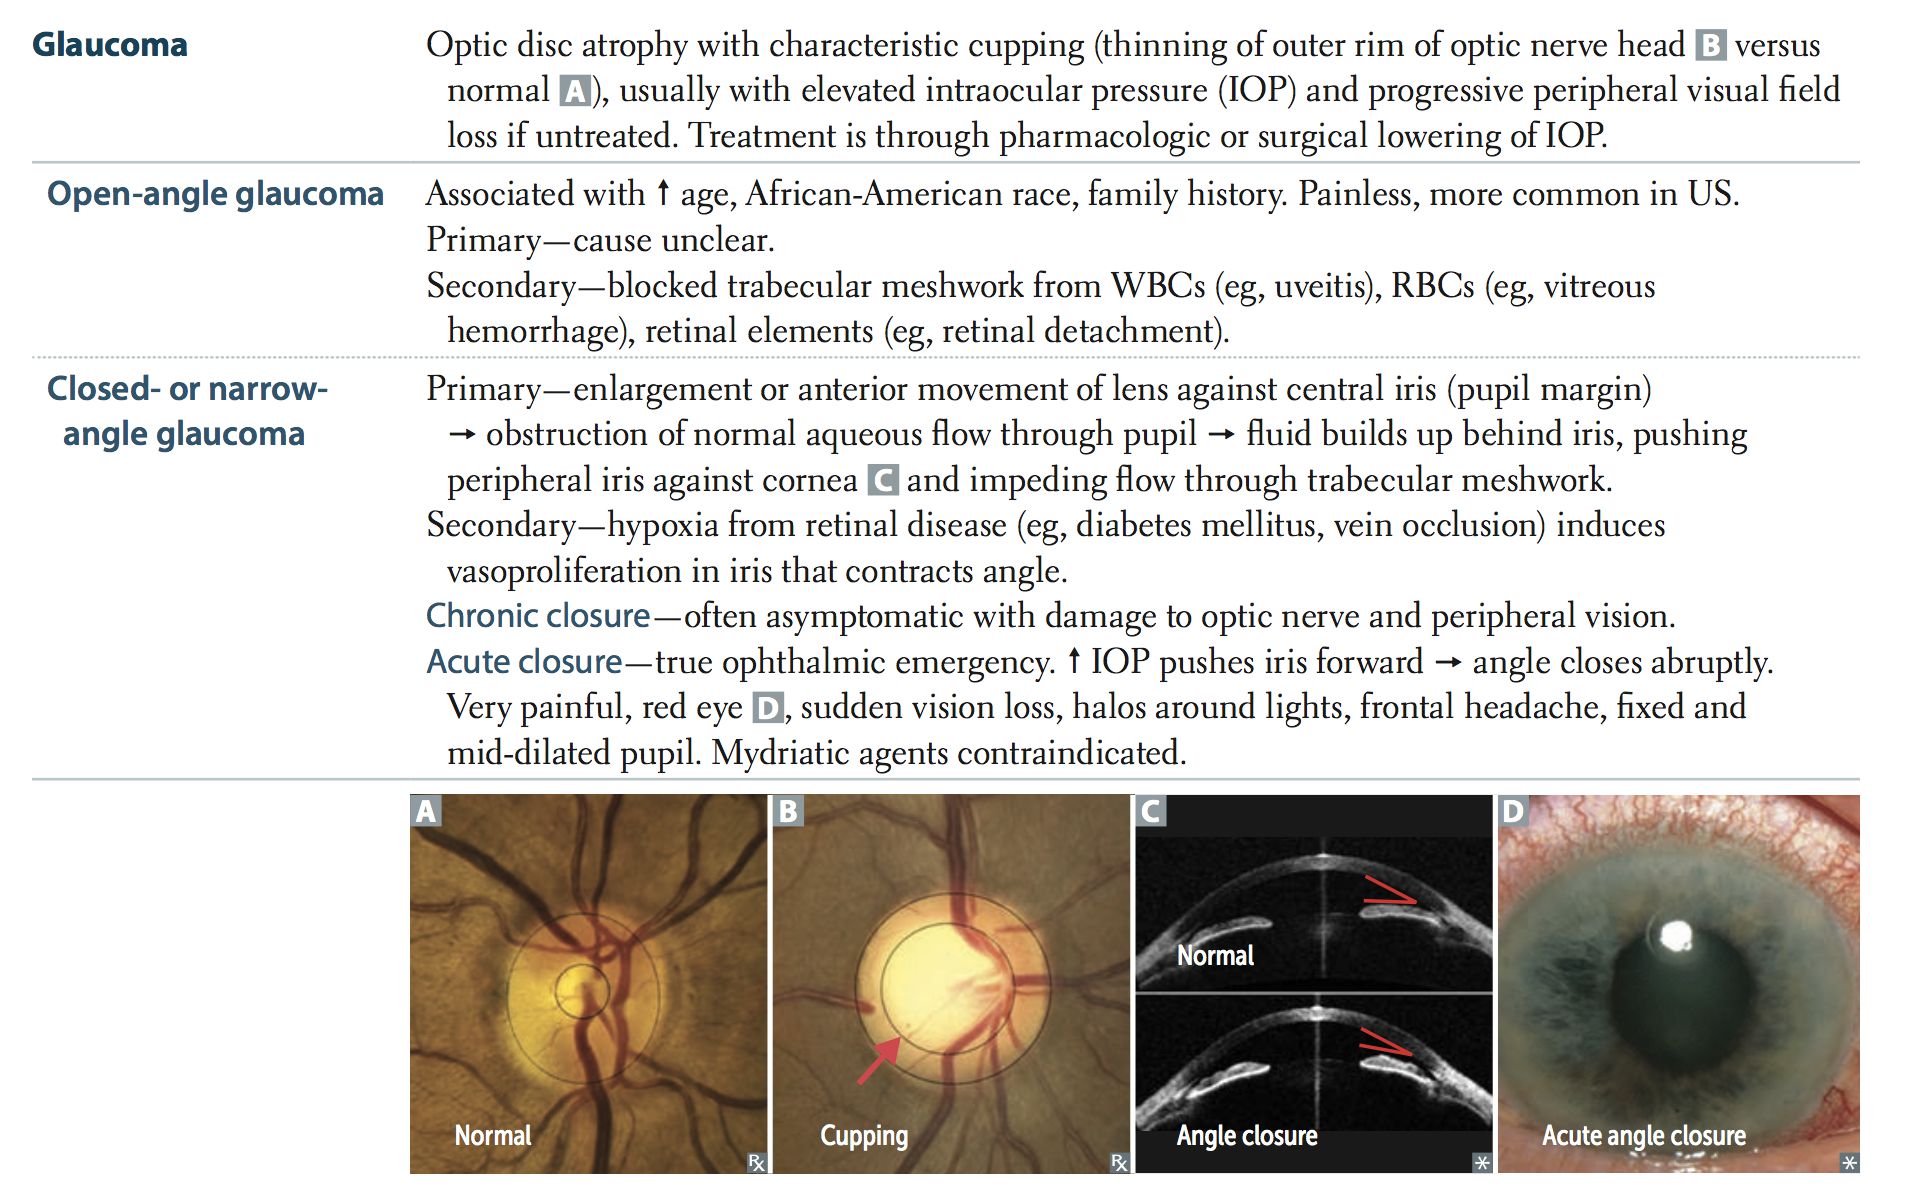 Glaucoma
Optic disc atrophy with characteristic cupping (thinning of outer rim of optic nerve head B versus
normal A), usually with elevated intraocular pressure (IOP) and progressive peripheral visual field
loss if untreated. Treatment is through pharmacologic or surgical lowering of IOP.
Open-angle glaucoma
Associated with ↑ age, African-American race, family history. Painless, more common in US.
Primary—cause unclear.
Secondary—blocked trabecular meshwork from WBCs (eg, uveitis), RBCs (eg, vitreous
hemorrhage), retinal elements (eg, retinal detachment).
Closed- or narrow-
angle glaucoma
Primary—enlargement or anterior movement of lens against central iris (pupil margin)
→ obstruction of normal aqueous flow through pupil → fluid builds up behind iris, pushing
peripheral iris against cornea C and impeding flow through trabecular meshwork.
Secondary—hypoxia from retinal disease (eg, diabetes mellitus, vein occlusion) induces
vasoproliferation in iris that contracts angle.
Chronic closure—often asymptomatic with damage to optic nerve and peripheral vision.
Acute closure—true ophthalmic emergency. ↑ IOP pushes iris forward → angle closes abruptly.
Very painful, red eye D, sudden vision loss, halos around lights, frontal headache, fixed and
mid-dilated pupil. Mydriatic agents contraindicated.
A
Normal
℞
B
Cupping
℞
C
Normal
Angle closure
*
D
Acute angle closure
*